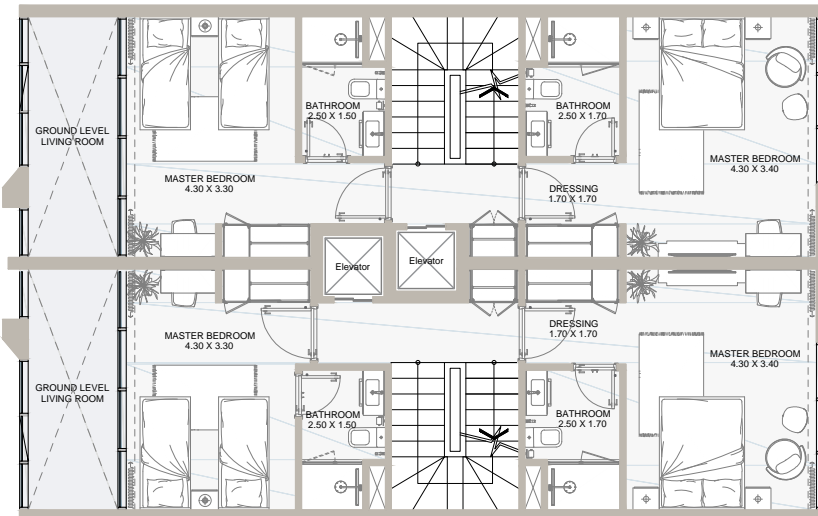 GROUND LEVEL
LIVING ROOM
BATHROOM
2.50 X 1.50
BATHROOM
2.50 X 1.70
MASTER BEDROOM
4.30 X 3.30
DRESSING
1.70 X 1.70
MASTER BEDROOM
4.30 X 3.40
Elevator
Elevator
MASTER BEDROOM
4.30 X 3.30
DRESSING
1.70 X 1.70
MASTER BEDROOM
4.30 X 3.40
GROUND LEVEL
LIVING ROOM
BATHROOM
2.50 X 1.50
BATHROOM
2.50 X 1.70